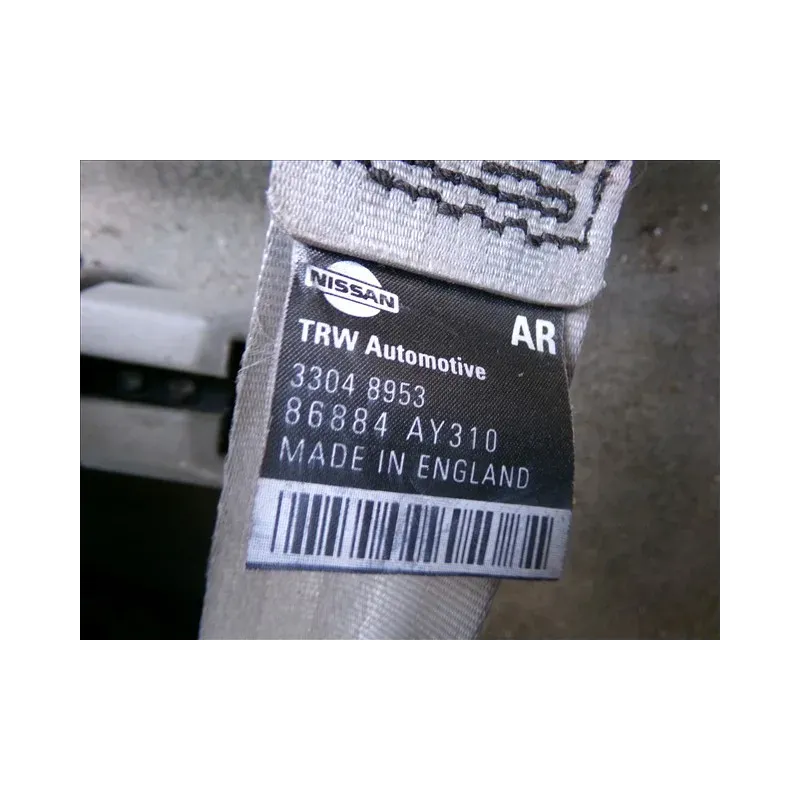 NISSAN
TRW Automotive AR
3304 8953
86884 AY310
MADE IN ENGLAND